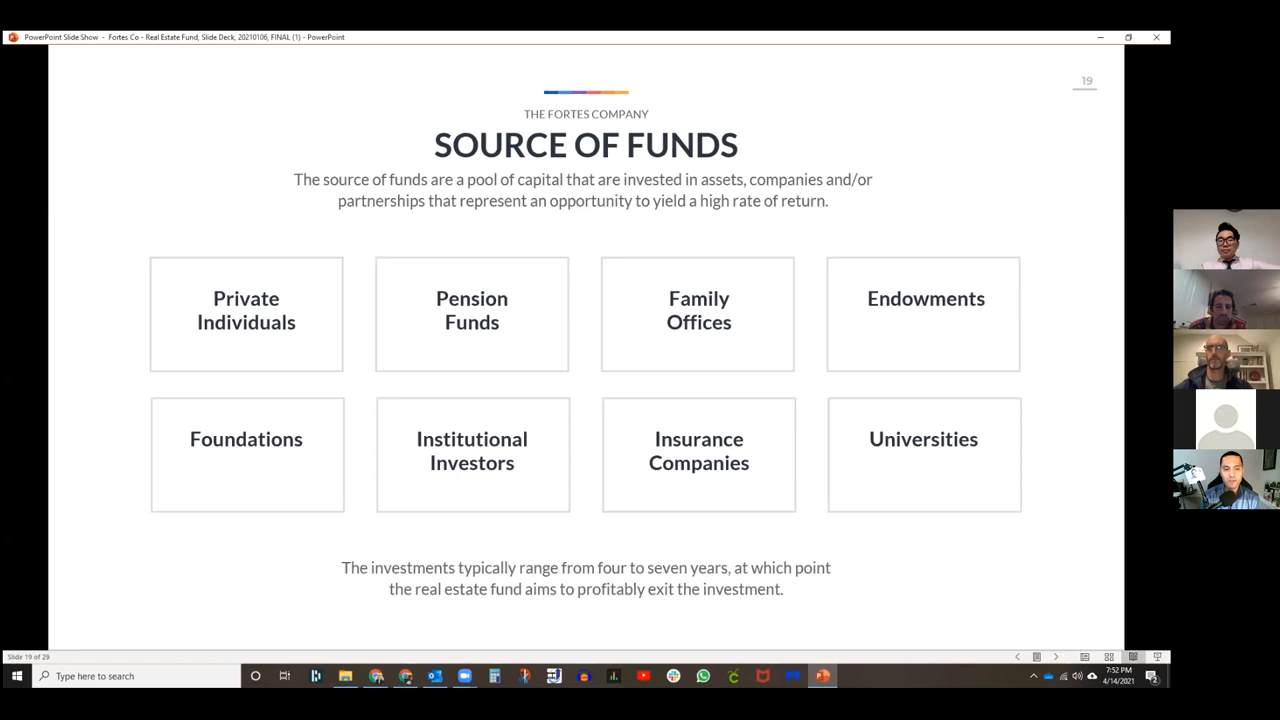 PowerPoint Slide Show - Fortes Co - Real Estate Fund, Slide Deck, 20210106, FINAL (1) - PowerPoint
19
THE FORTES COMPANY
SOURCE OF FUNDS
The source of funds are a pool of capital that are invested in assets, companies and/or
partnerships that represent an opportunity to yield a high rate of return.
Private
Individuals
Pension
Funds
Family
Offices
Endowments
Foundations
Institutional
Investors
Insurance
Companies
Universities
The investments typically range from four to seven years, at which point
the real estate fund aims to profitably exit the investment.
Slide 19 of 29
Type here to search
7:52 PM
4/14/2021
2